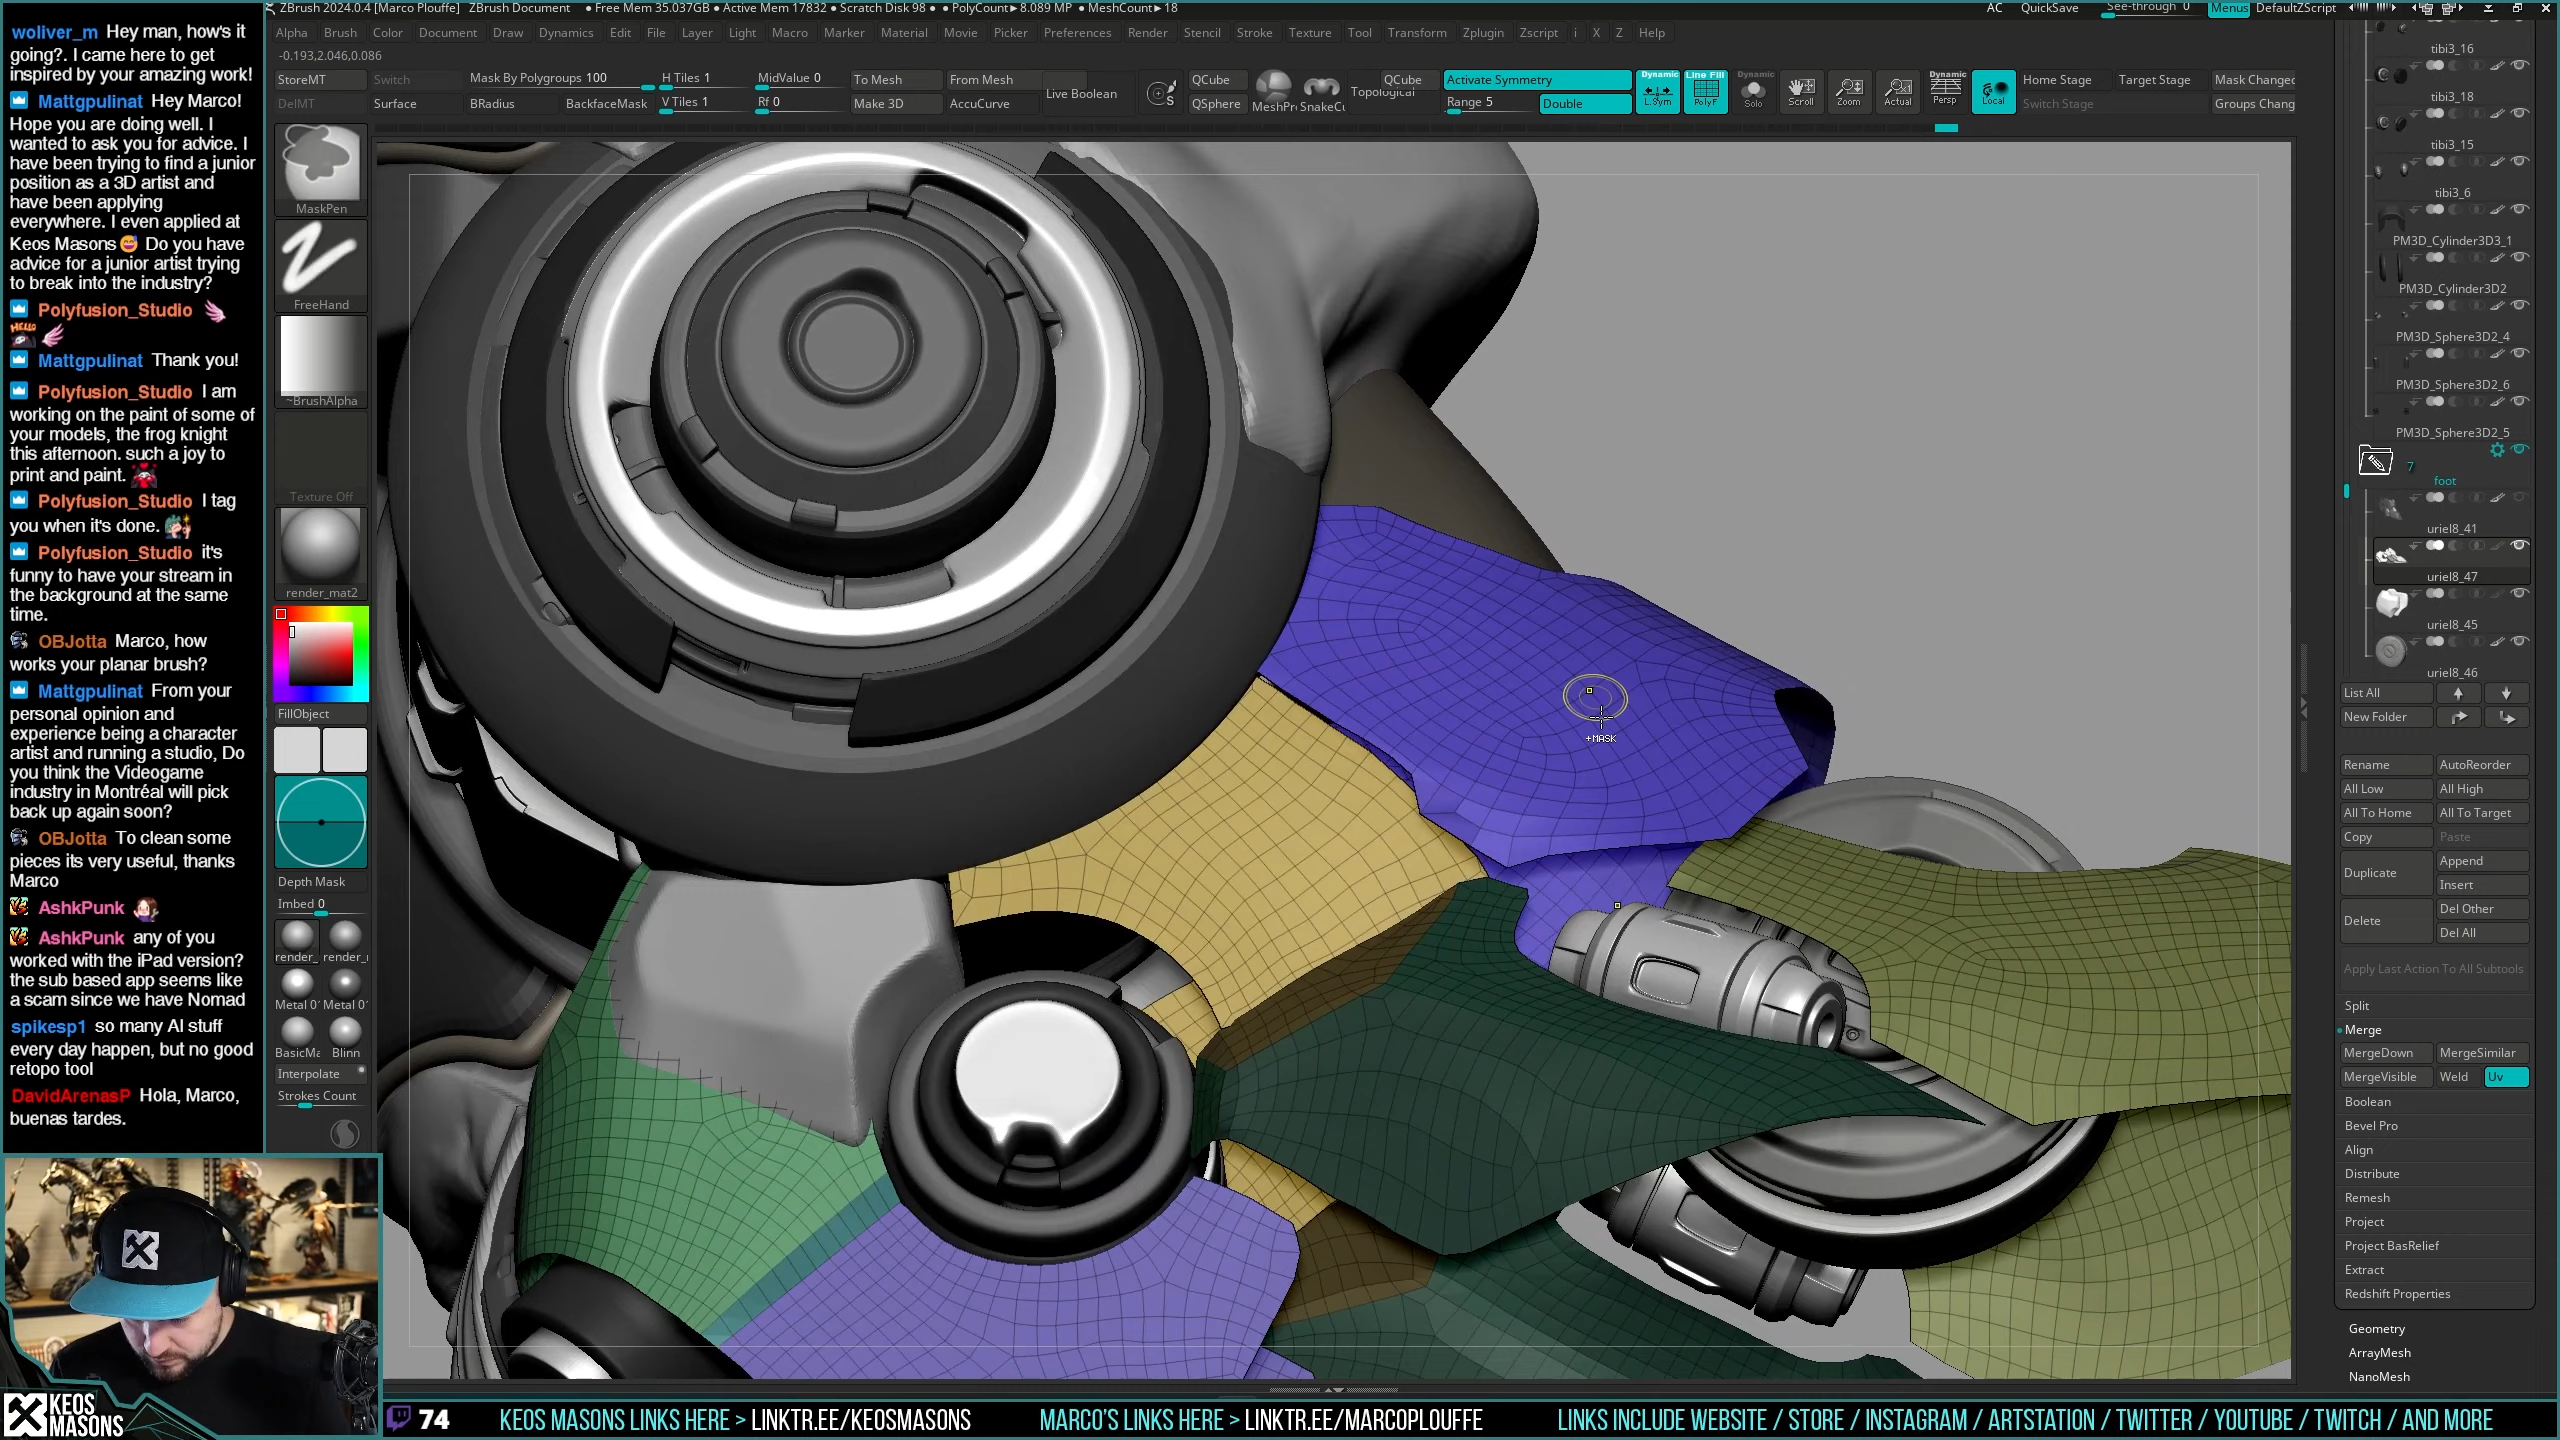 ZBrush 2024.0.4 [Marco Plouffe] ZBrush Document ● Free Mem 35.037GB ● Active Mem 17832 ● Scratch Disk 98 ● ● PolyCount► 8.089 MP ● MeshCount► 18
AC QuickSave See-through 0 Menus DefaultZScript
Alpha Brush Color Document Draw Dynamics Edit File Layer Light Macro Marker Material Movie Picker Preferences Render Stencil Stroke Texture Tool Transform Zplugin Zscript i X Z Help
-0.193,2.046,0.086
StoreMT Switch Mask By Polygroups 100 H Tiles 1 MidValue 0 To Mesh From Mesh
DelMT Surface BRadius BackfaceMask V Tiles 1 Rf 0 Make 3D AccuCurve
Live Boolean
QCube
QSphere
QCube
Topological
Activate Symmetry
Range 5 Double
Dynamic
L.Sym
Line Fill
PolyF
Dynamic
Solo
Scroll
Zoom
Actual
Dynamic
Persp
Local
Home Stage Target Stage Mask Changed
Switch Stage Groups Chang
woliver_m Hey man, how's it
going?. I came here to get
inspired by your amazing work!
Mattgpulinat Hey Marco!
Hope you are doing well. I
wanted to ask you for advice. I
have been trying to find a junior
position as a 3D artist and
have been applying
everywhere. I even applied at
Keos Masons Do you have
advice for a junior artist trying
to break into the industry?
Polyfusion_Studio
HELLO
Mattgpulinat Thank you!
Polyfusion_Studio I am
working on the paint of some of
your models, the frog knight
this afternoon. such a joy to
print and paint.
Polyfusion_Studio I tag
you when it's done.
Polyfusion_Studio it's
funny to have your stream in
the background at the same
time.
OBJotta Marco, how
works your planar brush?
Mattgpulinat From your
personal opinion and
experience being a character
artist and running a studio, Do
you think the Videogame
industry in Montréal will pick
back up again soon?
OBJotta To clean some
pieces its very useful, thanks
Marco
AshkPunk
AshkPunk any of you
worked with the iPad version?
the sub based app seems like
a scam since we have Nomad
spikesp1 so many AI stuff
every day happen, but no good
retopo tool
DavidArenasP Hola, Marco,
buenas tardes.
MaskPen
FreeHand
~BrushAlpha
Texture Off
render_mat2
FillObject
Depth Mask
Imbed 0
render_
Metal 0 Metal 0
BasicMa Blinn
Interpolate
Strokes Count
+MASK
tibi3_16
tibi3_18
tibi3_15
tibi3_6
PM3D_Cylinder3D3_1
PM3D_Cylinder3D2
PM3D_Sphere3D2_4
PM3D_Sphere3D2_6
PM3D_Sphere3D2_5
7
foot
uriel8_41
uriel8_47
uriel8_45
uriel8_46
List All
New Folder
Rename AutoReorder
All Low All High
All To Home All To Target
Copy Paste
Duplicate Append
Insert
Delete Del Other
Del All
Apply Last Action To All Subtools
Split
Merge
MergeDown MergeSimilar
MergeVisible Weld Uv
Boolean
Bevel Pro
Align
Distribute
Remesh
Project
Project BasRelief
Extract
Redshift Properties
Geometry
ArrayMesh
NanoMesh
KEOS
MASONS
74
KEOS MASONS LINKS HERE > LINKTR.EE/KEOSMASONS
MARCO'S LINKS HERE > LINKTR.EE/MARCOPLOUFFE
LINKS INCLUDE WEBSITE / STORE / INSTAGRAM / ARTSTATION / TWITTER / YOUTUBE / TWITCH / AND MORE